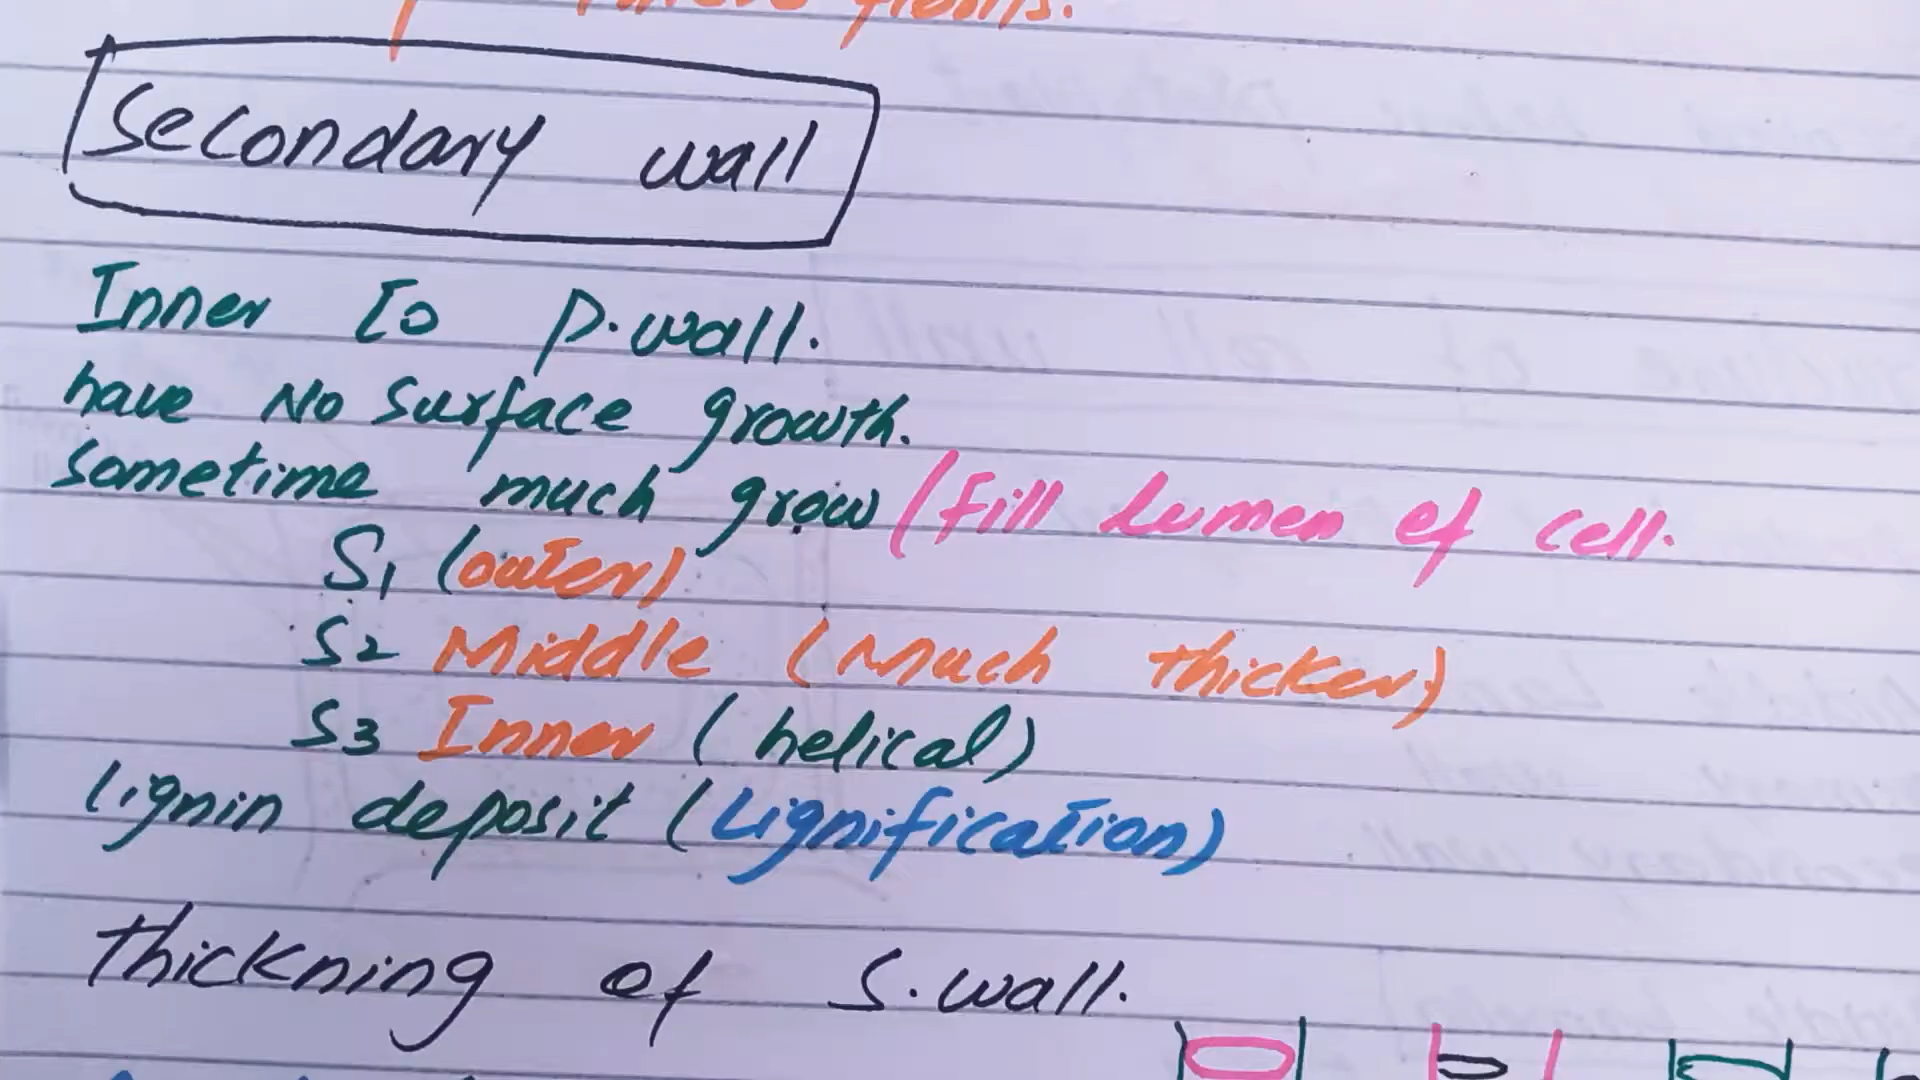 Secondary wall
Inner to P.wall.
have No surface growth.
Sometime much grow (fill Lumen of cell.
S1 (outer)
S2 Middle (Much thicker)
S3 Inner (helical)
Lignin deposit (Lignification)
Thickning of S.wall.